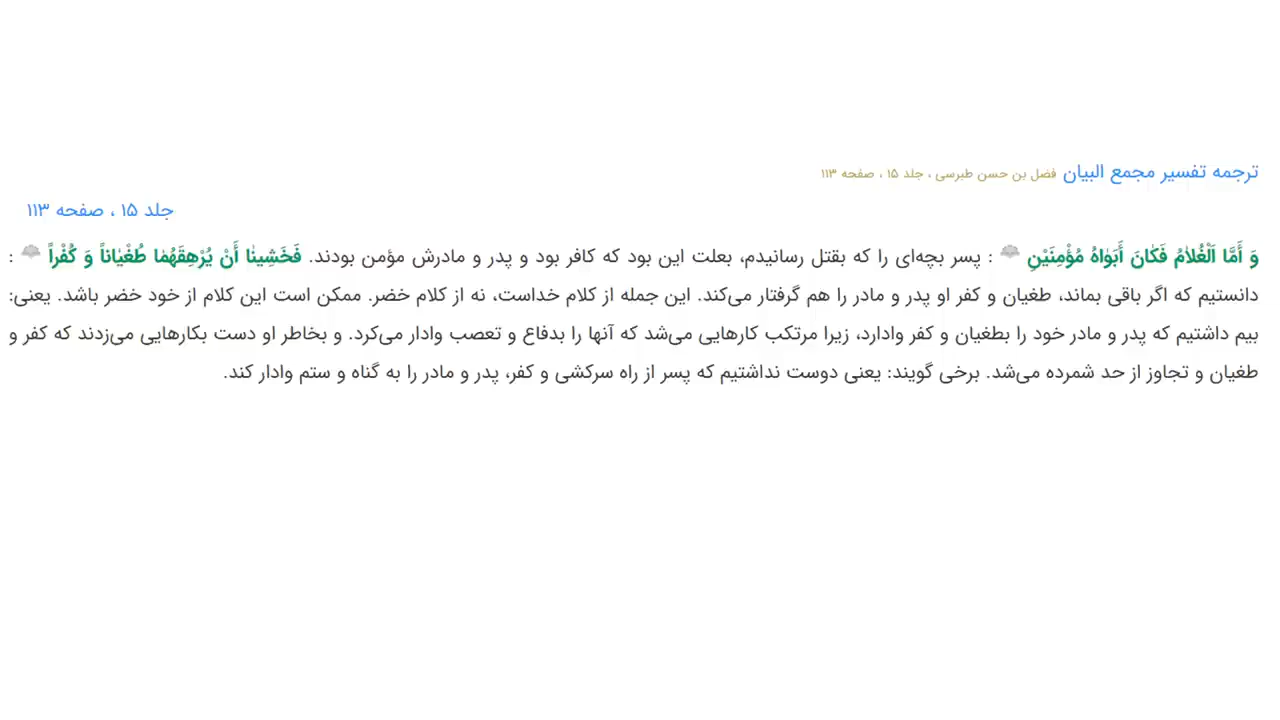 ترجمه تفسیر مجمع البیان فضل بن حسن طبرسی ، جلد ۱۵ ، صفحه ۱۱۳
جلد ۱۵ ، صفحه ۱۱۳
وَ أَمَّا اَلْغُلاٰمُ فَكٰانَ أَبَوٰاهُ مُؤْمِنَيْنِ : پسر بچه‌ای را که بقتل رسانیدم، بعلت این بود که کافر بود و پدر و مادرش مؤمن بودند. فَخَشِينٰا أَنْ يُرْهِقَهُمٰا طُغْيٰاناً وَ كُفْراً :
دانستیم که اگر باقی بماند، طغیان و کفر او پدر و مادر را هم گرفتار می‌کند. این جمله از کلام خداست، نه از کلام خضر. ممکن است این کلام از خود خضر باشد. یعنی:
بیم داشتیم که پدر و مادر خود را بطغیان و کفر وادارد، زیرا مرتکب کارهایی می‌شد که آنها را بدفاع و تعصب وادار می‌کرد. و بخاطر او دست بکارهایی می‌زدند که کفر و
طغیان و تجاوز از حد شمرده می‌شد. برخی گویند: یعنی دوست نداشتیم که پسر از راه سرکشی و کفر، پدر و مادر را به گناه و ستم وادار کند.